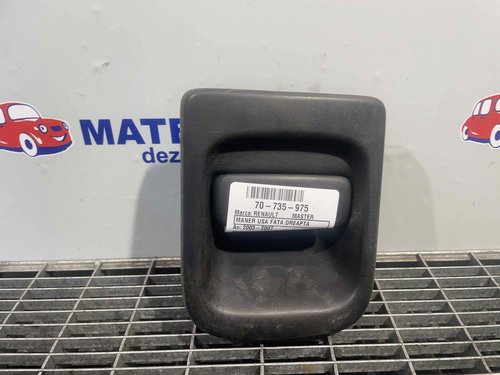 MATE
dez
70-735-975
Marca: RENAULT MASTER
MANER USA FATA DREAPTA
An: 2003-2007